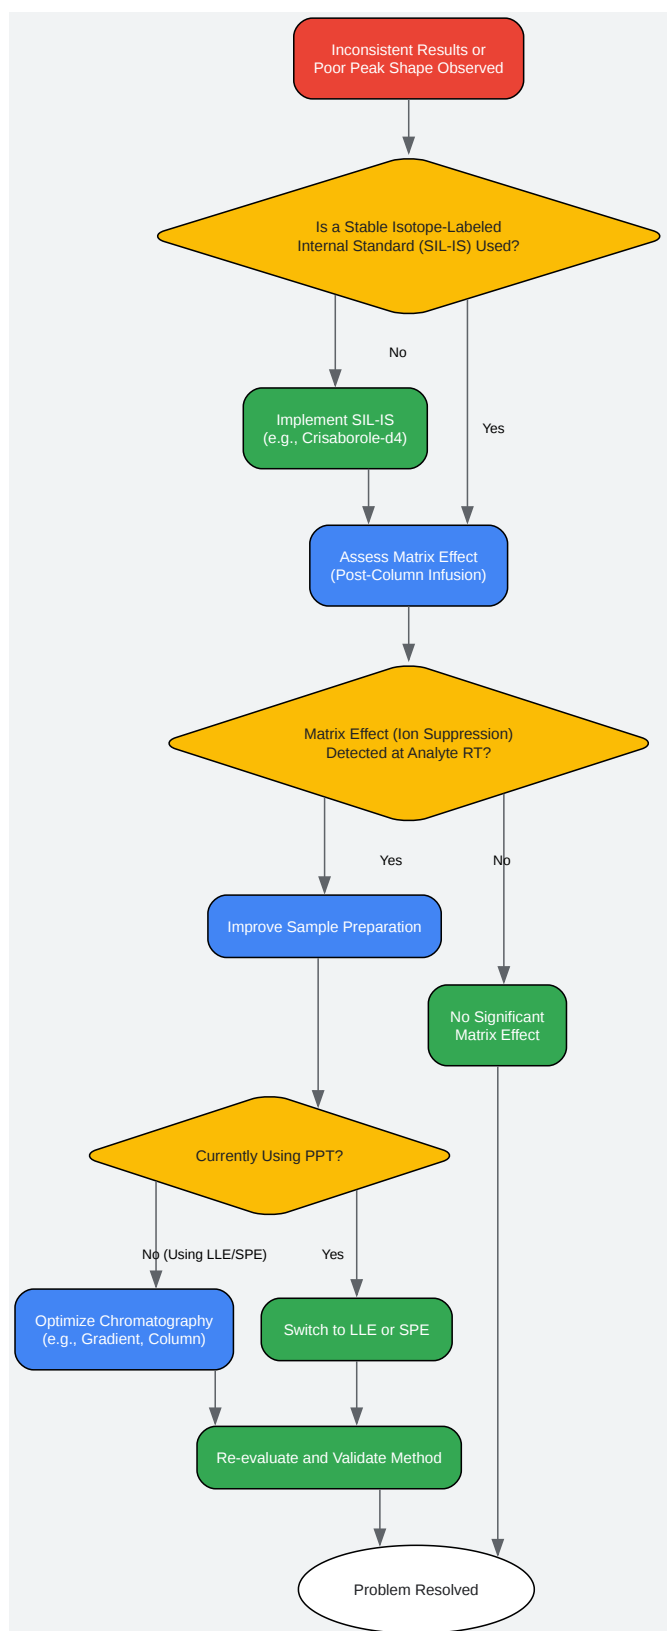 Inconsistent Results or
Poor Peak Shape Observed
Is a Stable Isotope-Labeled
Internal Standard (SIL-IS) Used?
No
Implement SIL-IS
(e.g., Crisaborole-d4)
Yes
Assess Matrix Effect
(Post-Column Infusion)
Matrix Effect (Ion Suppression)
Detected at Analyte RT?
Yes
No
Improve Sample Preparation
No Significant
Matrix Effect
Currently Using PPT?
No (Using LLE/SPE)
Yes
Optimize Chromatography
(e.g., Gradient, Column)
Switch to LLE or SPE
Re-evaluate and Validate Method
Problem Resolved